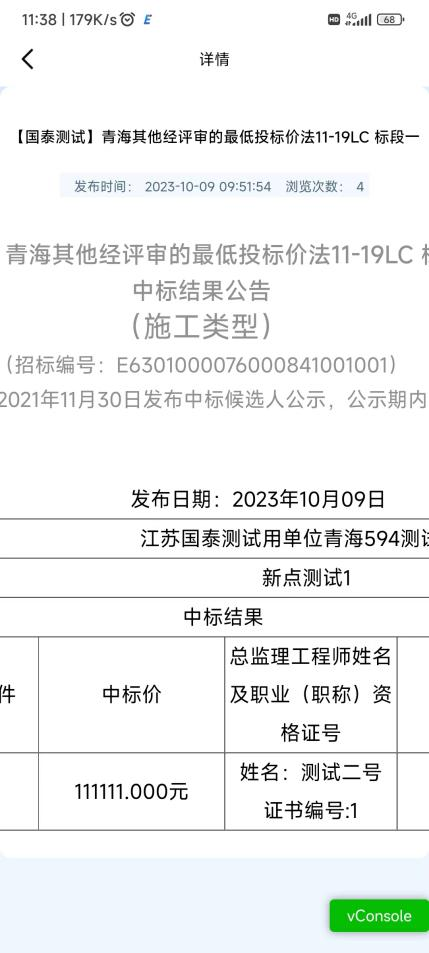 11:38 | 179K/s
HD 4G 68
详情
【国泰测试】青海其他经评审的最低投标价法11-19LC 标段一
发布时间： 2023-10-09 09:51:54 浏览次数： 4
青海其他经评审的最低投标价法11-19LC
中标结果公告
（施工类型）
（招标编号：E6301000076000841001001）
2021年11月30日发布中标候选人公示，公示期内
发布日期：2023年10月09日
江苏国泰测试用单位青海594测试
新点测试1
中标结果
件
中标价
总监理工程师姓名
及职业（职称）资
格证号
111111.000元
姓名：测试二号
证书编号:1
vConsole